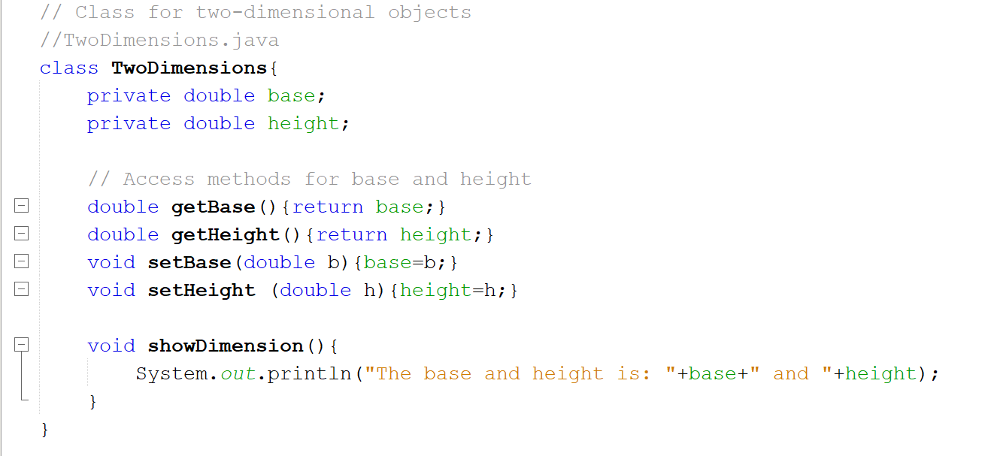 // Class for two-dimensional objects
//TwoDimensions.java
class TwoDimensions{
    private double base;
    private double height;

    // Access methods for base and height
    double getBase(){return base;}
    double getHeight(){return height;}
    void setBase(double b){base=b;}
    void setHeight (double h){height=h;}

    void showDimension(){
        System.out.println("The base and height is: "+base+" and "+height);
    }
}